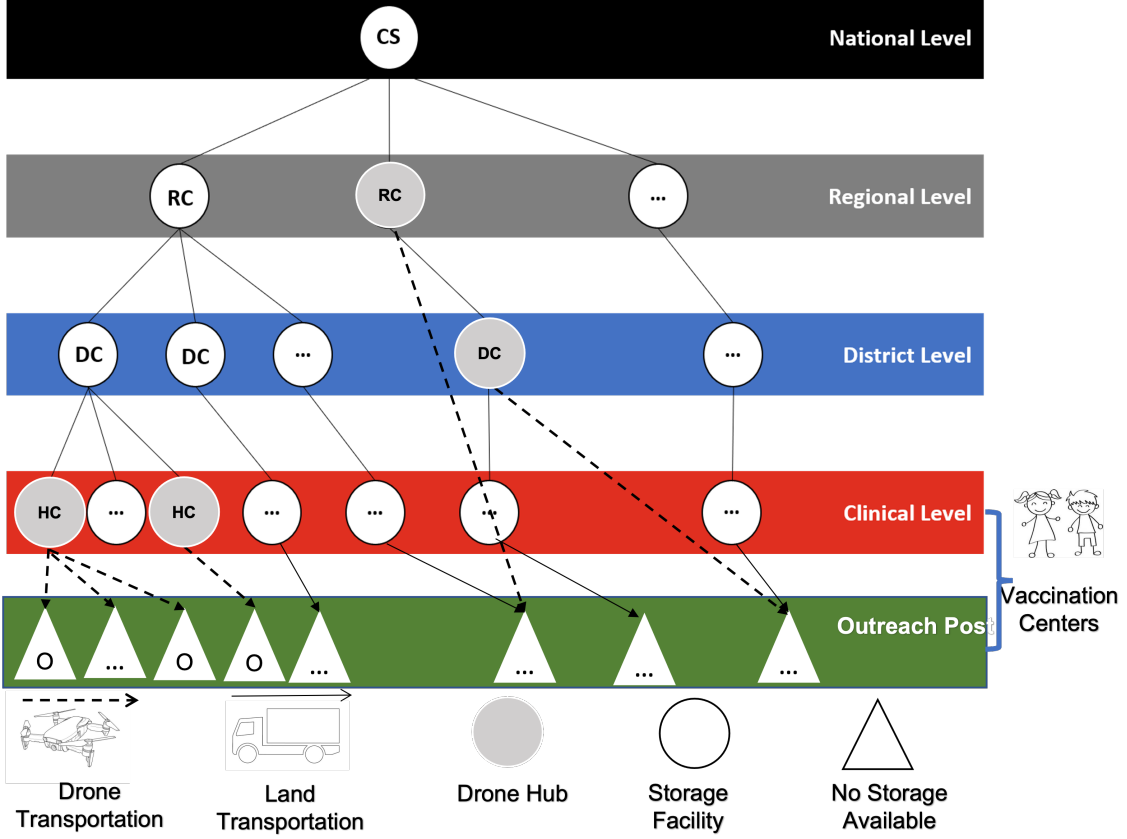 CS
National Level
RC
RC
...
Regional Level
DC
DC
...
DC
...
District Level
HC
...
HC
...
...
...
...
Clinical Level
Vaccination
Centers
Outreach Post
O
...
O
O
...
...
...
...
Drone
Transportation
Land
Transportation
Drone Hub
Storage
Facility
No Storage
Available